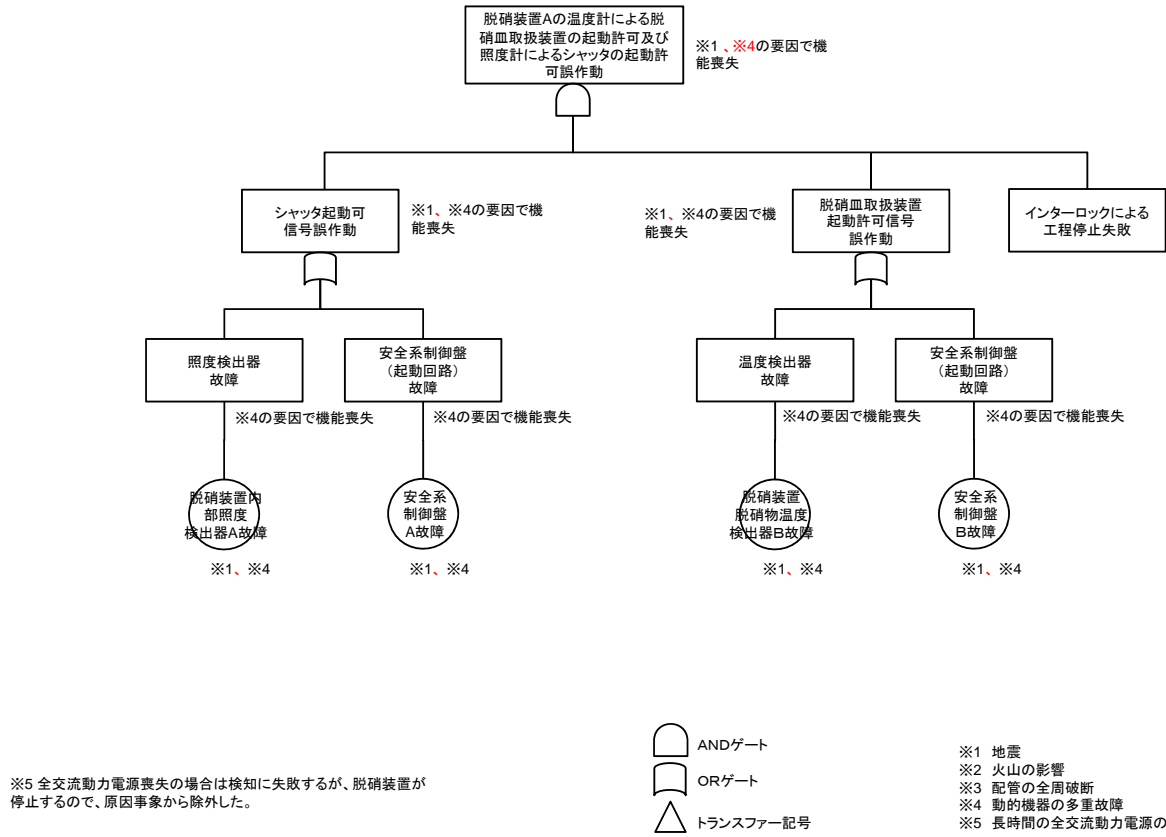 脱硝装置Aの温度計による脱
硝皿取扱装置の起動許可及び
照度計によるシャッタの起動許
可誤作動
※1 、※4の要因で機
能喪失
シャッタ起動可
信号誤作動
※1、※4の要因で機
能喪失
※1、※4の要因で機
能喪失
脱硝皿取扱装置
起動許可信号
誤作動
インターロックによる
工程停止失敗
照度検出器
故障
※4の要因で機能喪失
安全系制御盤
(起動回路)
故障
※4の要因で機能喪失
温度検出器
故障
※4の要因で機能喪失
安全系制御盤
(起動回路)
故障
※4の要因で機能喪失
脱硝装置内
部照度
検出器A故障
※1、※4
安全系
制御盤
A故障
※1、※4
脱硝装置
脱硝物温度
検出器B故障
※1、※4
安全系
制御盤
B故障
※1、※4
※5 全交流動力電源喪失の場合は検知に失敗するが、脱硝装置が
停止するので、原因事象から除外した。
ANDゲート
ORゲート
トランスファー記号
※1 地震
※2 火山の影響
※3 配管の全周破断
※4 動的機器の多重故障
※5 長時間の全交流動力電源の